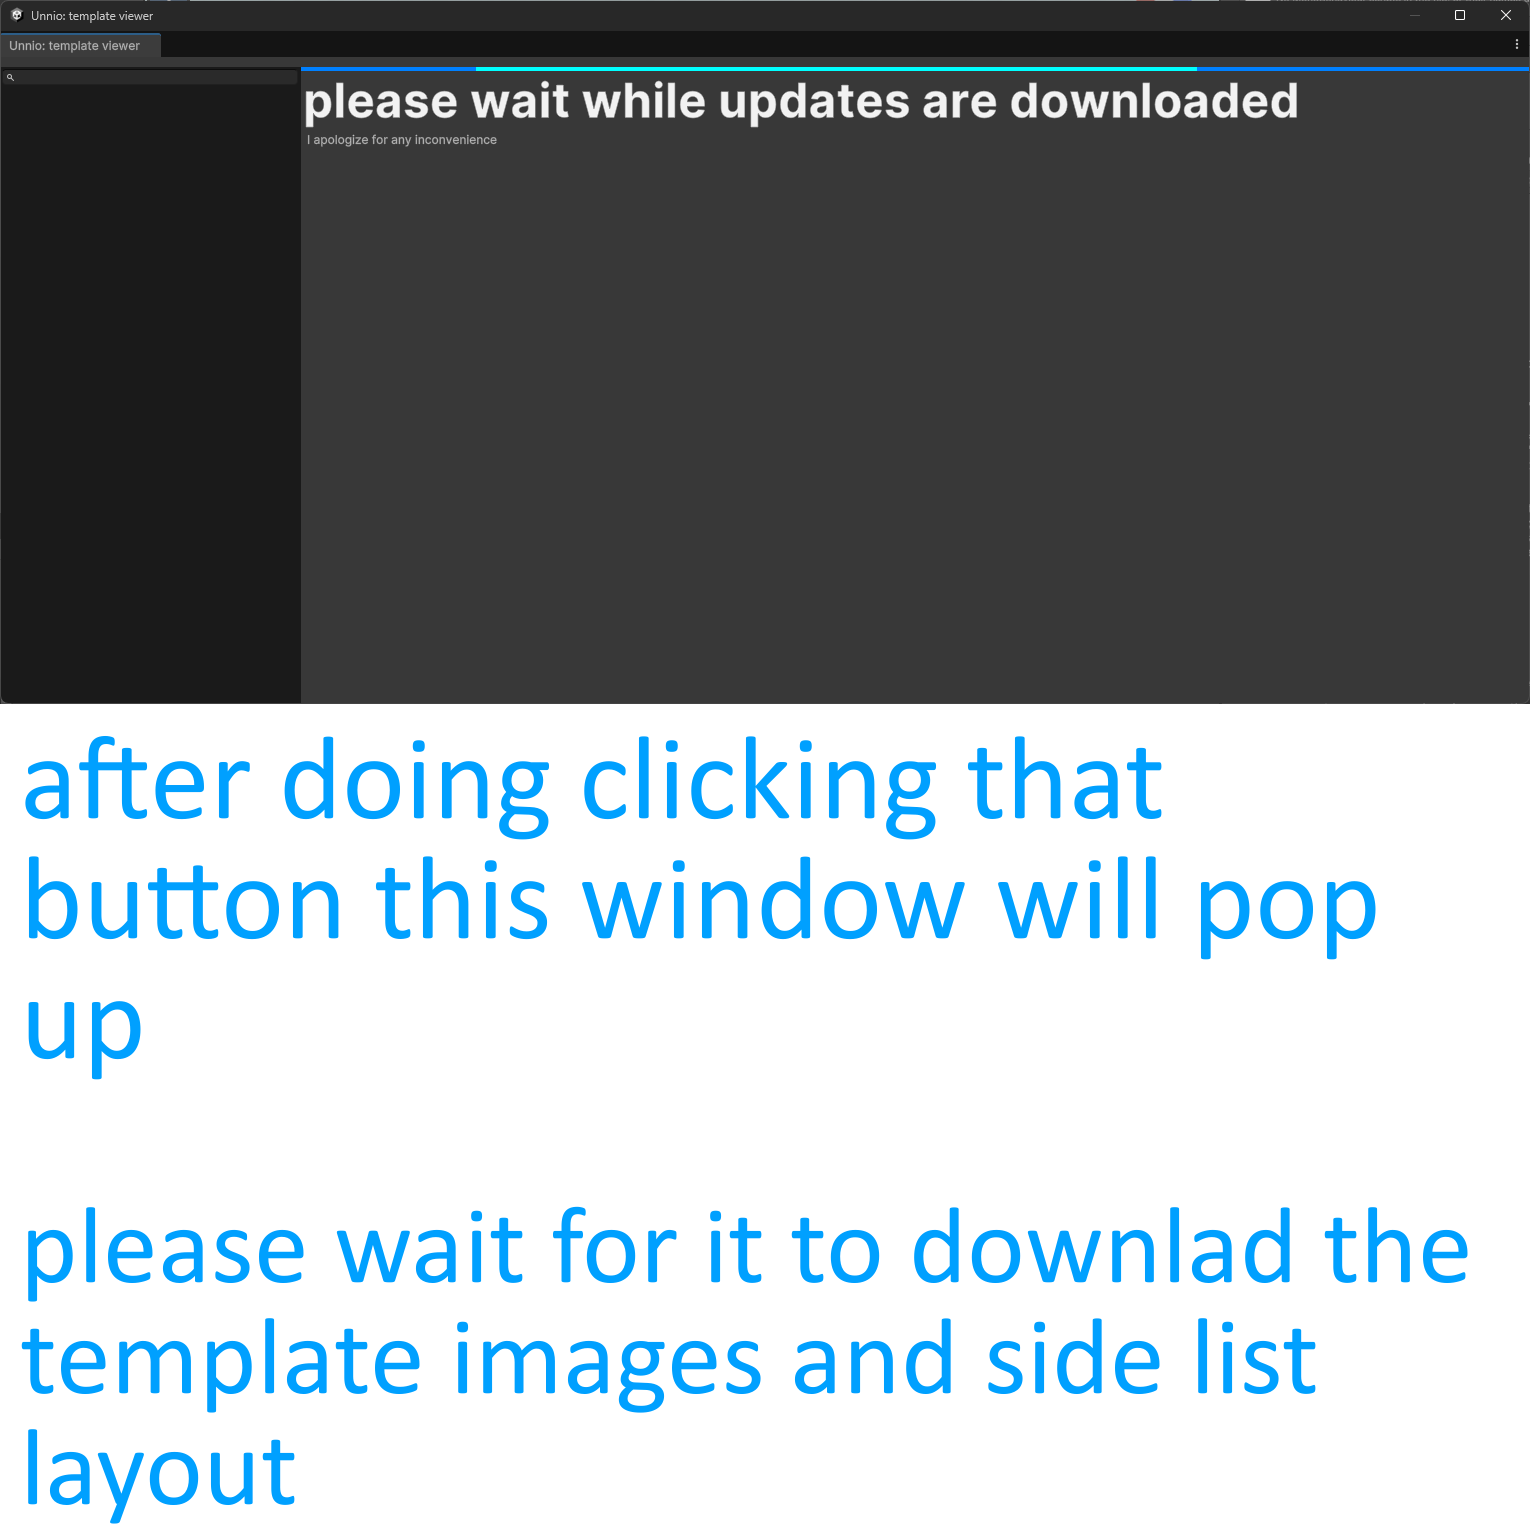 Unnio: template viewer
Unnio: template viewer
please wait while updates are downloaded
I apologize for any inconvenience
after doing clicking that
button this window will pop
up
please wait for it to downlad the
template images and side list
layout